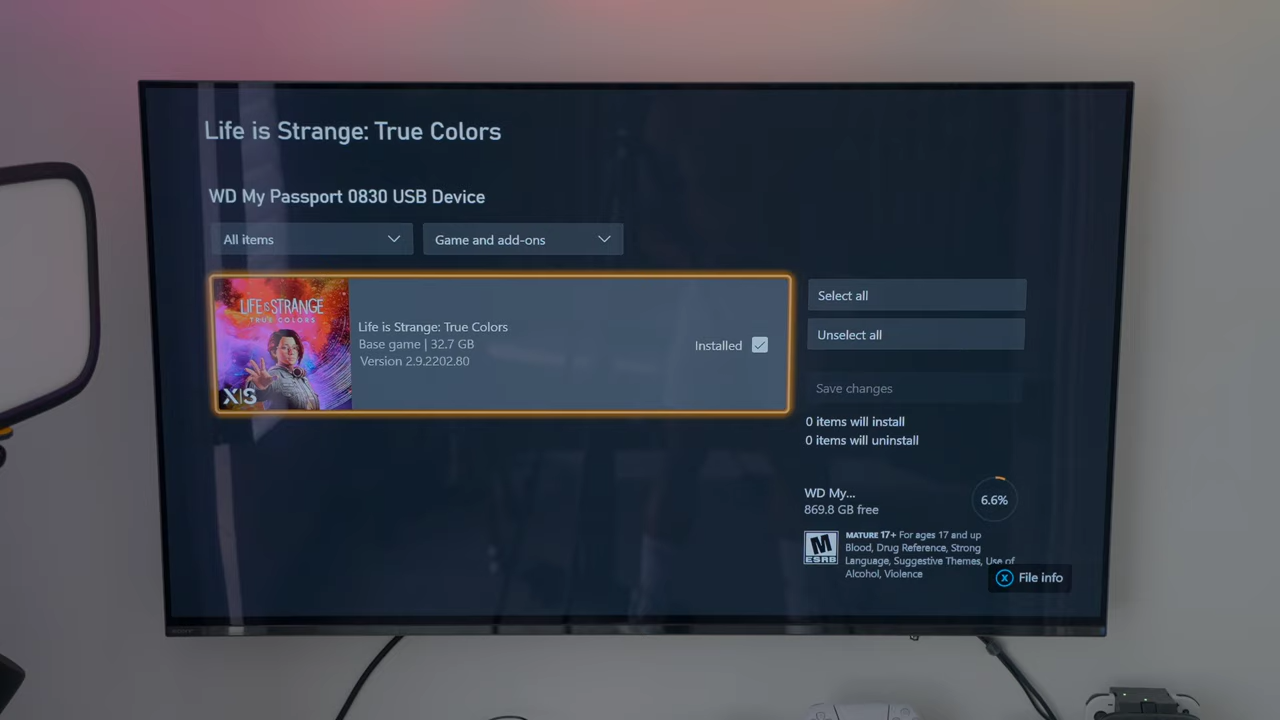 Life is Strange: True Colors
WD My Passport 0830 USB Device
All items
Game and add-ons
LIFE IS STRANGE
TRUE COLORS
X|S
Life is Strange: True Colors
Base game | 32.7 GB
Version 2.9.2202.80
Installed
Select all
Unselect all
Save changes
0 items will install
0 items will uninstall
WD My...
869.8 GB free
6.6%
M
ESRB
MATURE 17+ For ages 17 and up
Blood, Drug Reference, Strong
Language, Suggestive Themes, Use of
Alcohol, Violence
X File info
SONY